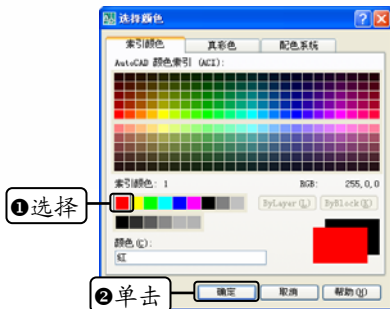 选择颜色
索引颜色 真彩色 配色系统
AutoCAD 颜色索引 (ACI):
索引颜色: 1 RGB: 255,0,0
❶选择
ByLayer(L) ByBlock(K)
颜色(C):
红
❷单击
确定 取消 帮助(H)